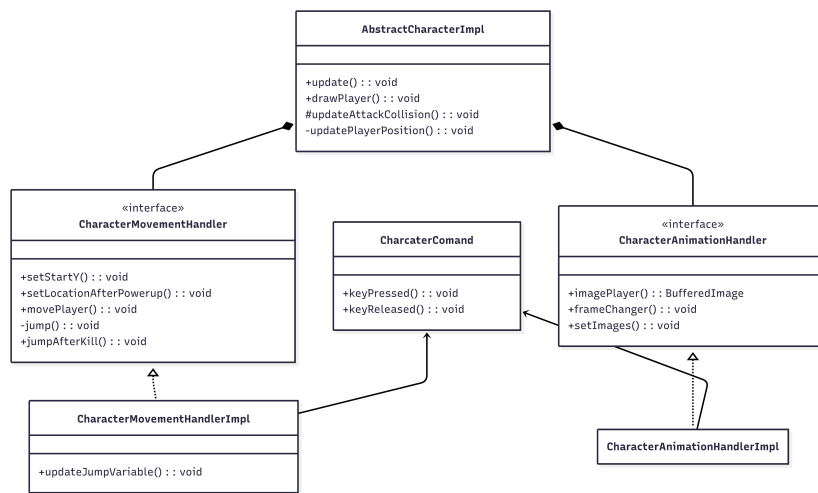 AbstractCharacterImpl
+update() : : void
+drawPlayer() : : void
#updateAttackCollision() : : void
-updatePlayerPosition() : : void
«interface»
CharacterMovementHandler
+setStartY() : : void
+setLocationAfterPowerup() : : void
+movePlayer() : : void
-jump() : : void
+jumpAfterKill() : : void
CharcaterComand
+keyPressed() : : void
+keyReleased() : : void
«interface»
CharacterAnimationHandler
+imagePlayer() : : BufferedImage
+frameChanger() : : void
+setImages() : : void
CharacterMovementHandlerImpl
+updateJumpVariable() : : void
CharacterAnimationHandlerImpl